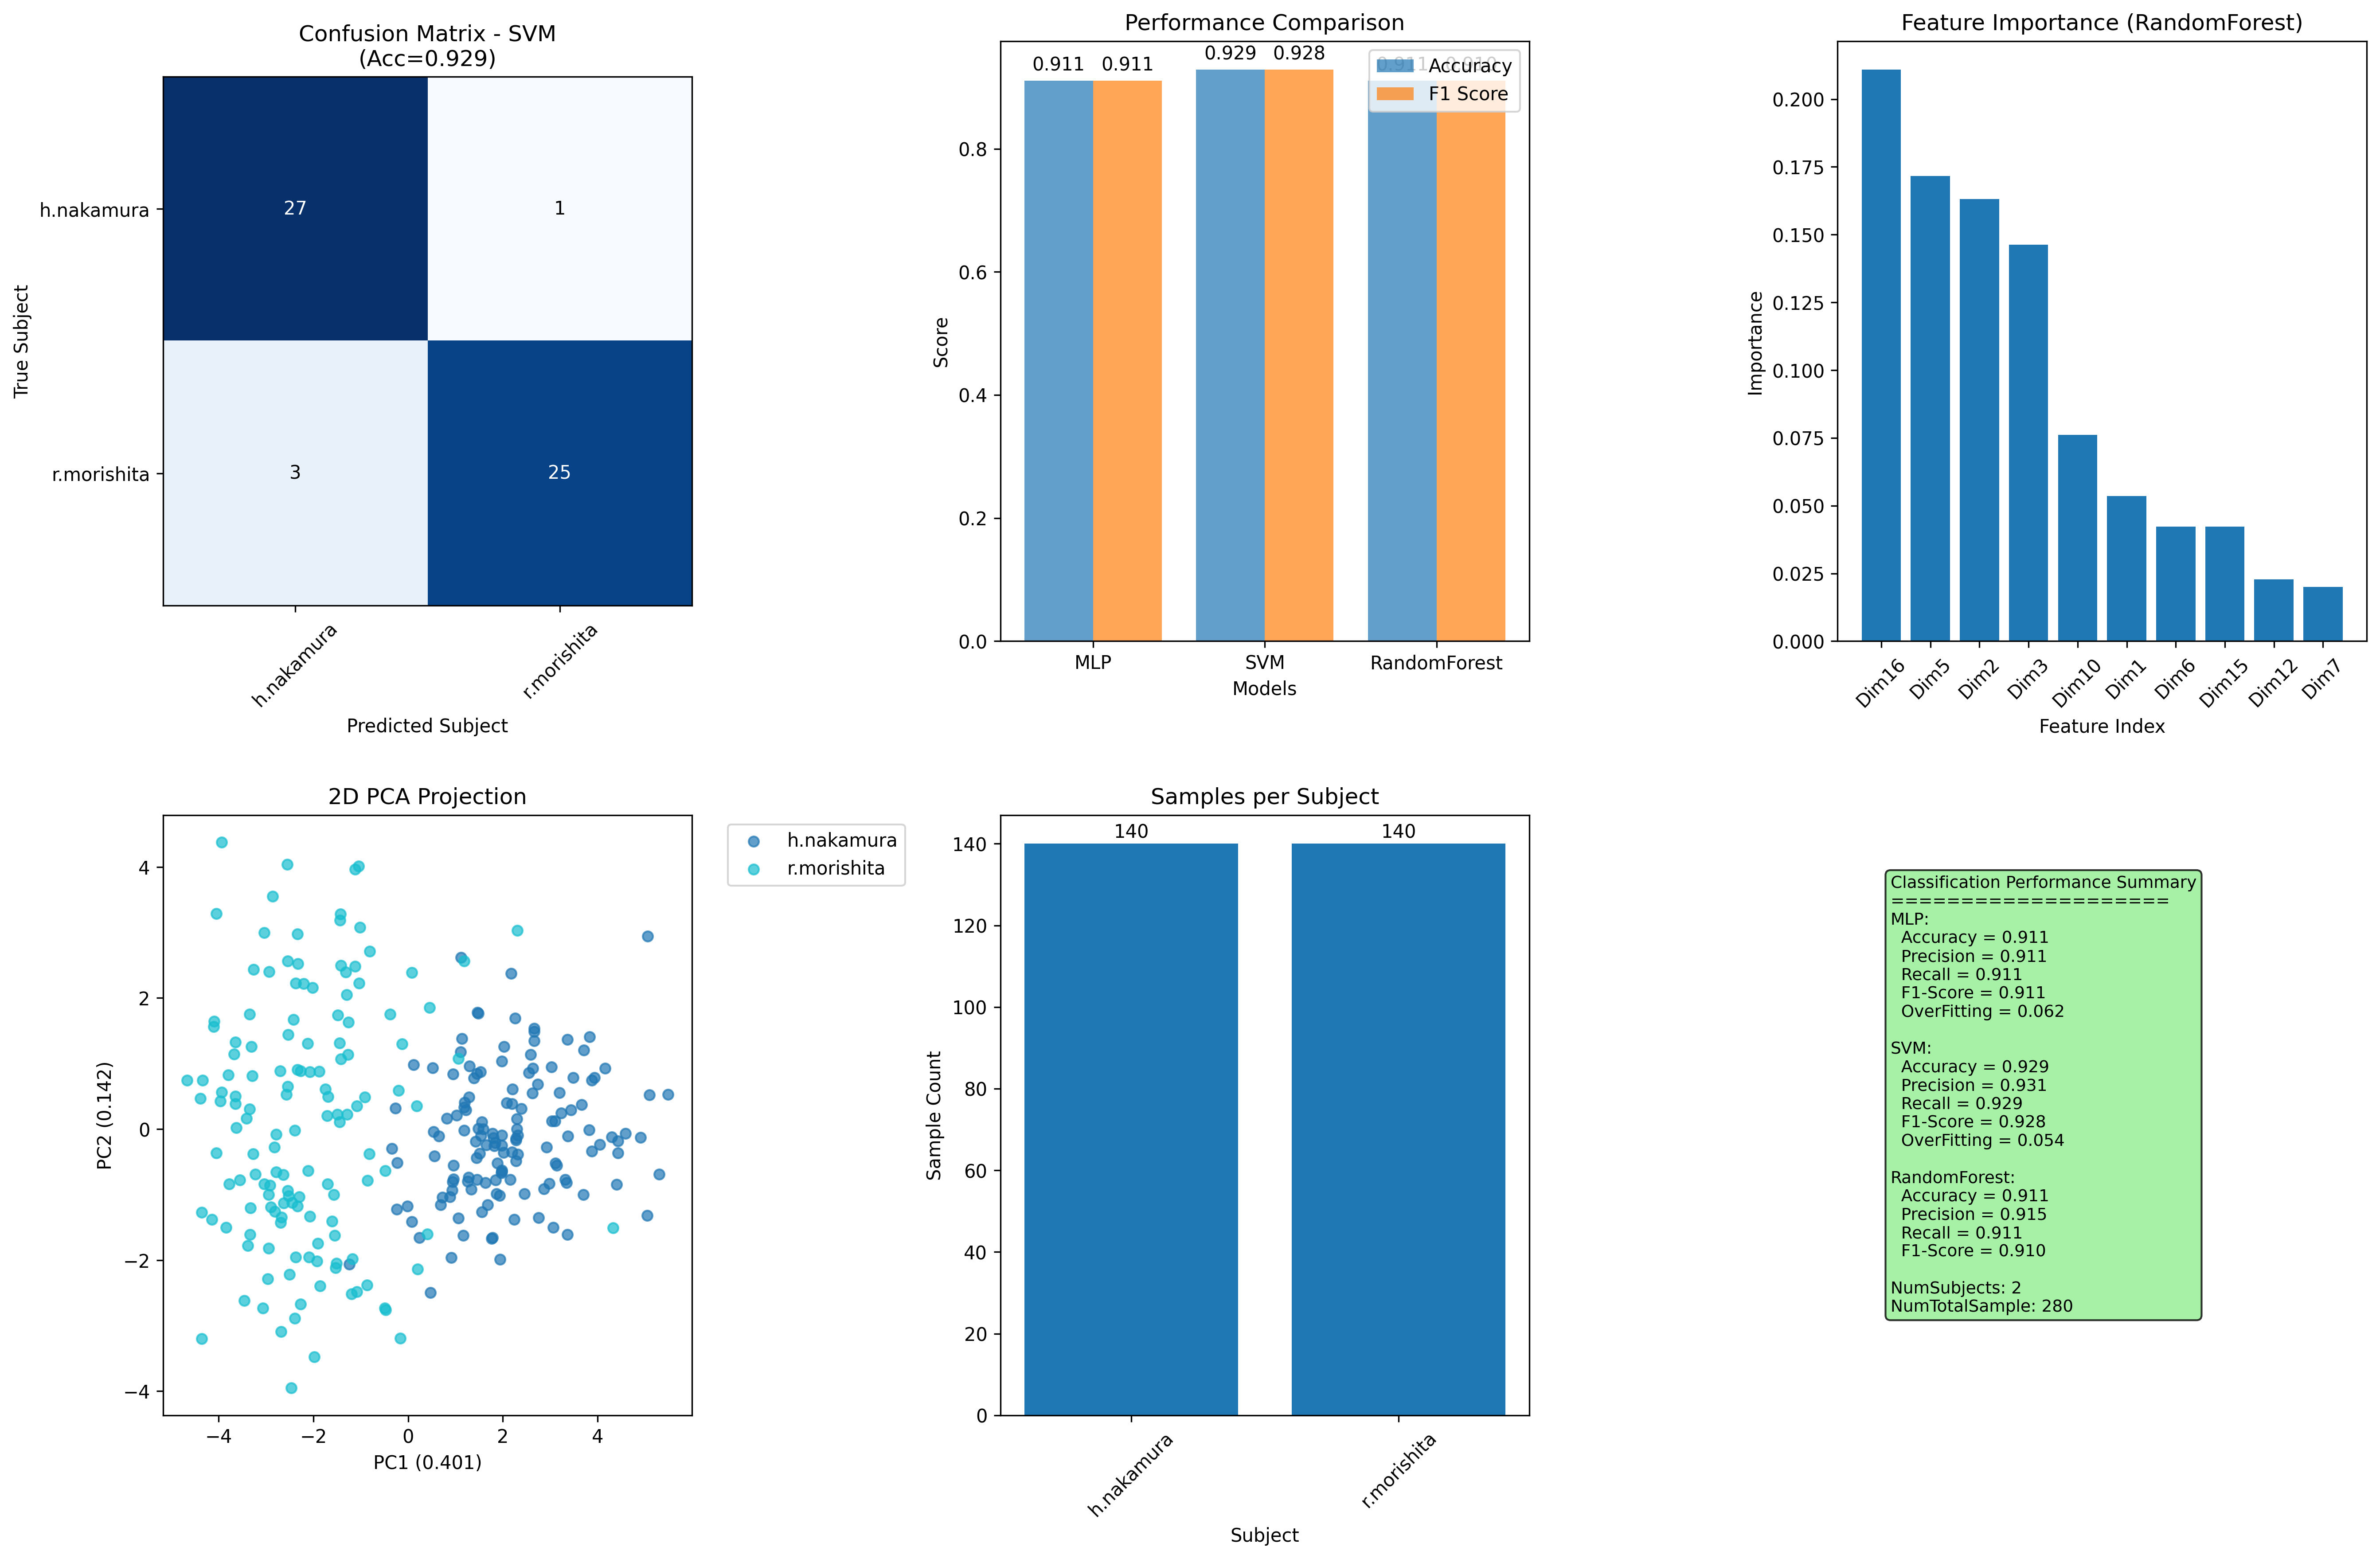 Confusion Matrix - SVM
(Acc=0.929)
True Subject
h.nakamura
r.morishita
27
1
3
25
h.nakamura
r.morishita
Predicted Subject
Performance Comparison
Score
0.8
0.6
0.4
0.2
0.0
0.911
0.911
0.929
0.928
0.911
0.910
Accuracy
F1 Score
MLP
SVM
RandomForest
Models
Feature Importance (RandomForest)
Importance
0.200
0.175
0.150
0.125
0.100
0.075
0.050
0.025
0.000
Dim16
Dim5
Dim2
Dim3
Dim10
Dim1
Dim6
Dim15
Dim12
Dim7
Feature Index
2D PCA Projection
PC2 (0.142)
4
2
0
−2
−4
−4
−2
0
2
4
PC1 (0.401)
h.nakamura
r.morishita
Samples per Subject
Sample Count
140
120
100
80
60
40
20
0
140
140
h.nakamura
r.morishita
Subject
Classification Performance Summary
====================
MLP:
Accuracy = 0.911
Precision = 0.911
Recall = 0.911
F1-Score = 0.911
OverFitting = 0.062
SVM:
Accuracy = 0.929
Precision = 0.931
Recall = 0.929
F1-Score = 0.928
OverFitting = 0.054
RandomForest:
Accuracy = 0.911
Precision = 0.915
Recall = 0.911
F1-Score = 0.910
NumSubjects: 2
NumTotalSample: 280